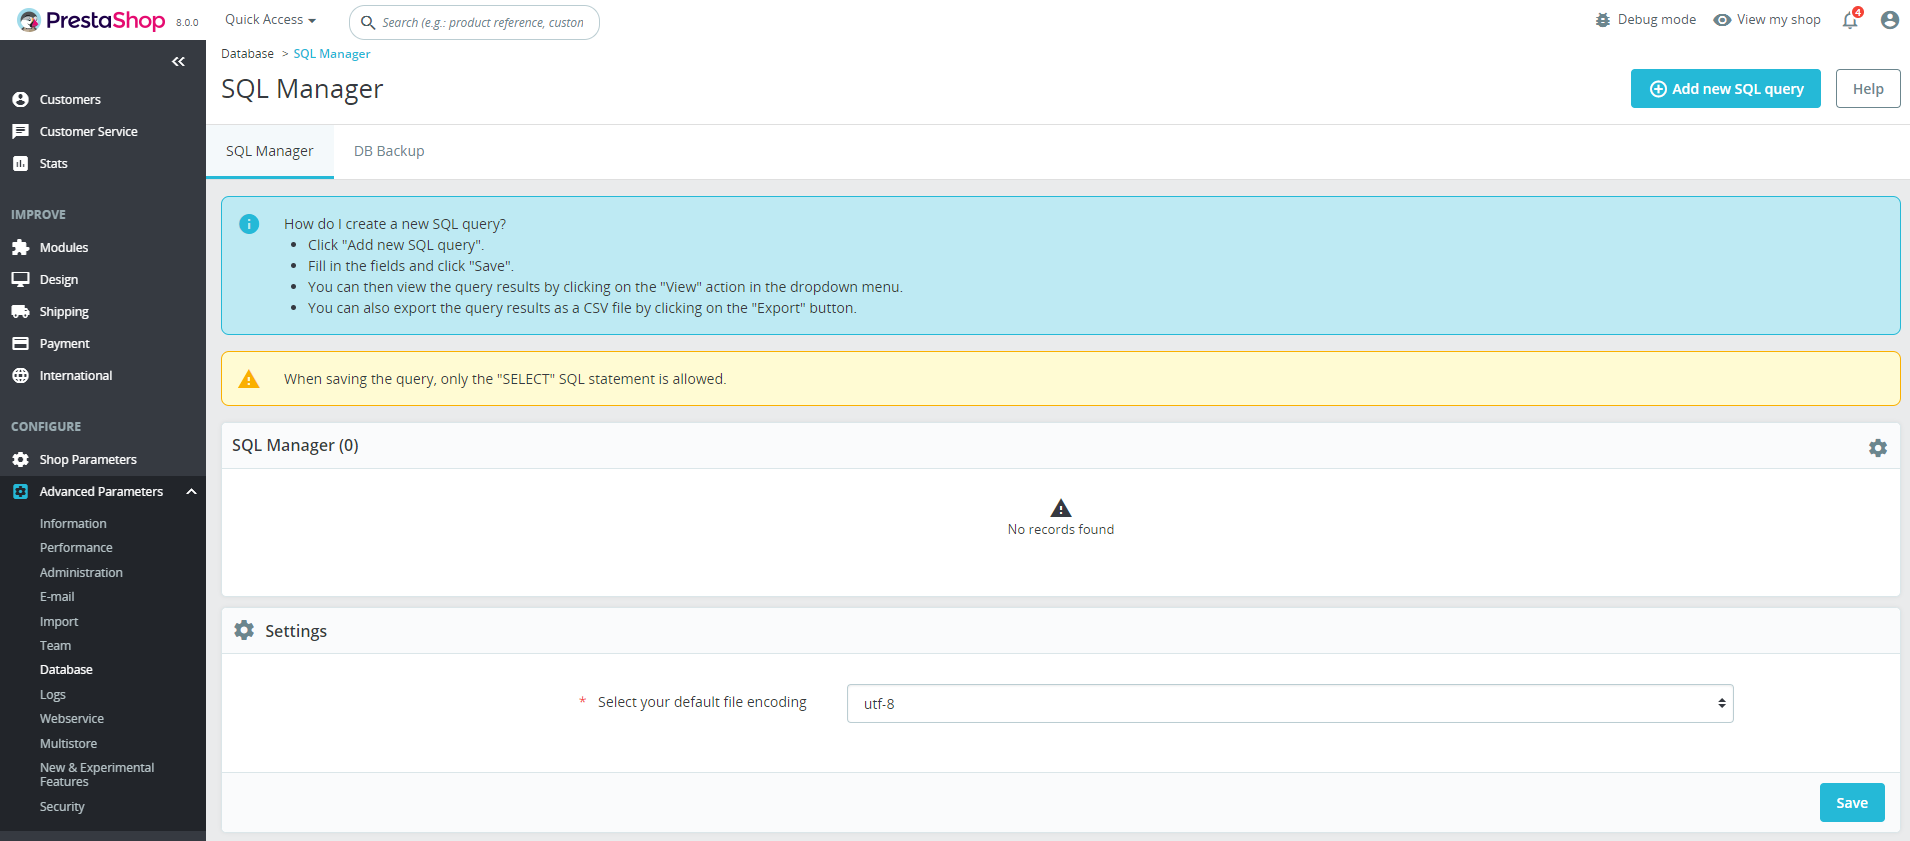 PrestaShop 8.0.0
Quick Access
Search (e.g.: product reference, custon
Debug mode
View my shop
4
Customers
Customer Service
Stats
IMPROVE
Modules
Design
Shipping
Payment
International
CONFIGURE
Shop Parameters
Advanced Parameters
Information
Performance
Administration
E-mail
Import
Team
Database
Logs
Webservice
Multistore
New & Experimental
Features
Security
Database > SQL Manager
SQL Manager
Add new SQL query
Help
SQL Manager
DB Backup
How do I create a new SQL query?
• Click "Add new SQL query".
• Fill in the fields and click "Save".
• You can then view the query results by clicking on the "View" action in the dropdown menu.
• You can also export the query results as a CSV file by clicking on the "Export" button.
When saving the query, only the "SELECT" SQL statement is allowed.
SQL Manager (0)
No records found
Settings
* Select your default file encoding
utf-8
Save